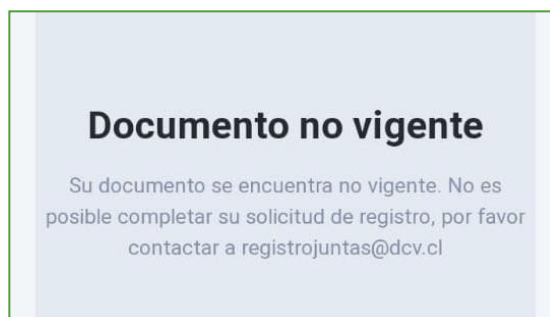 Documento no vigente
Su documento se encuentra no vigente. No es
posible completar su solicitud de registro, por favor
contactar a registrojuntas@dcv.cl